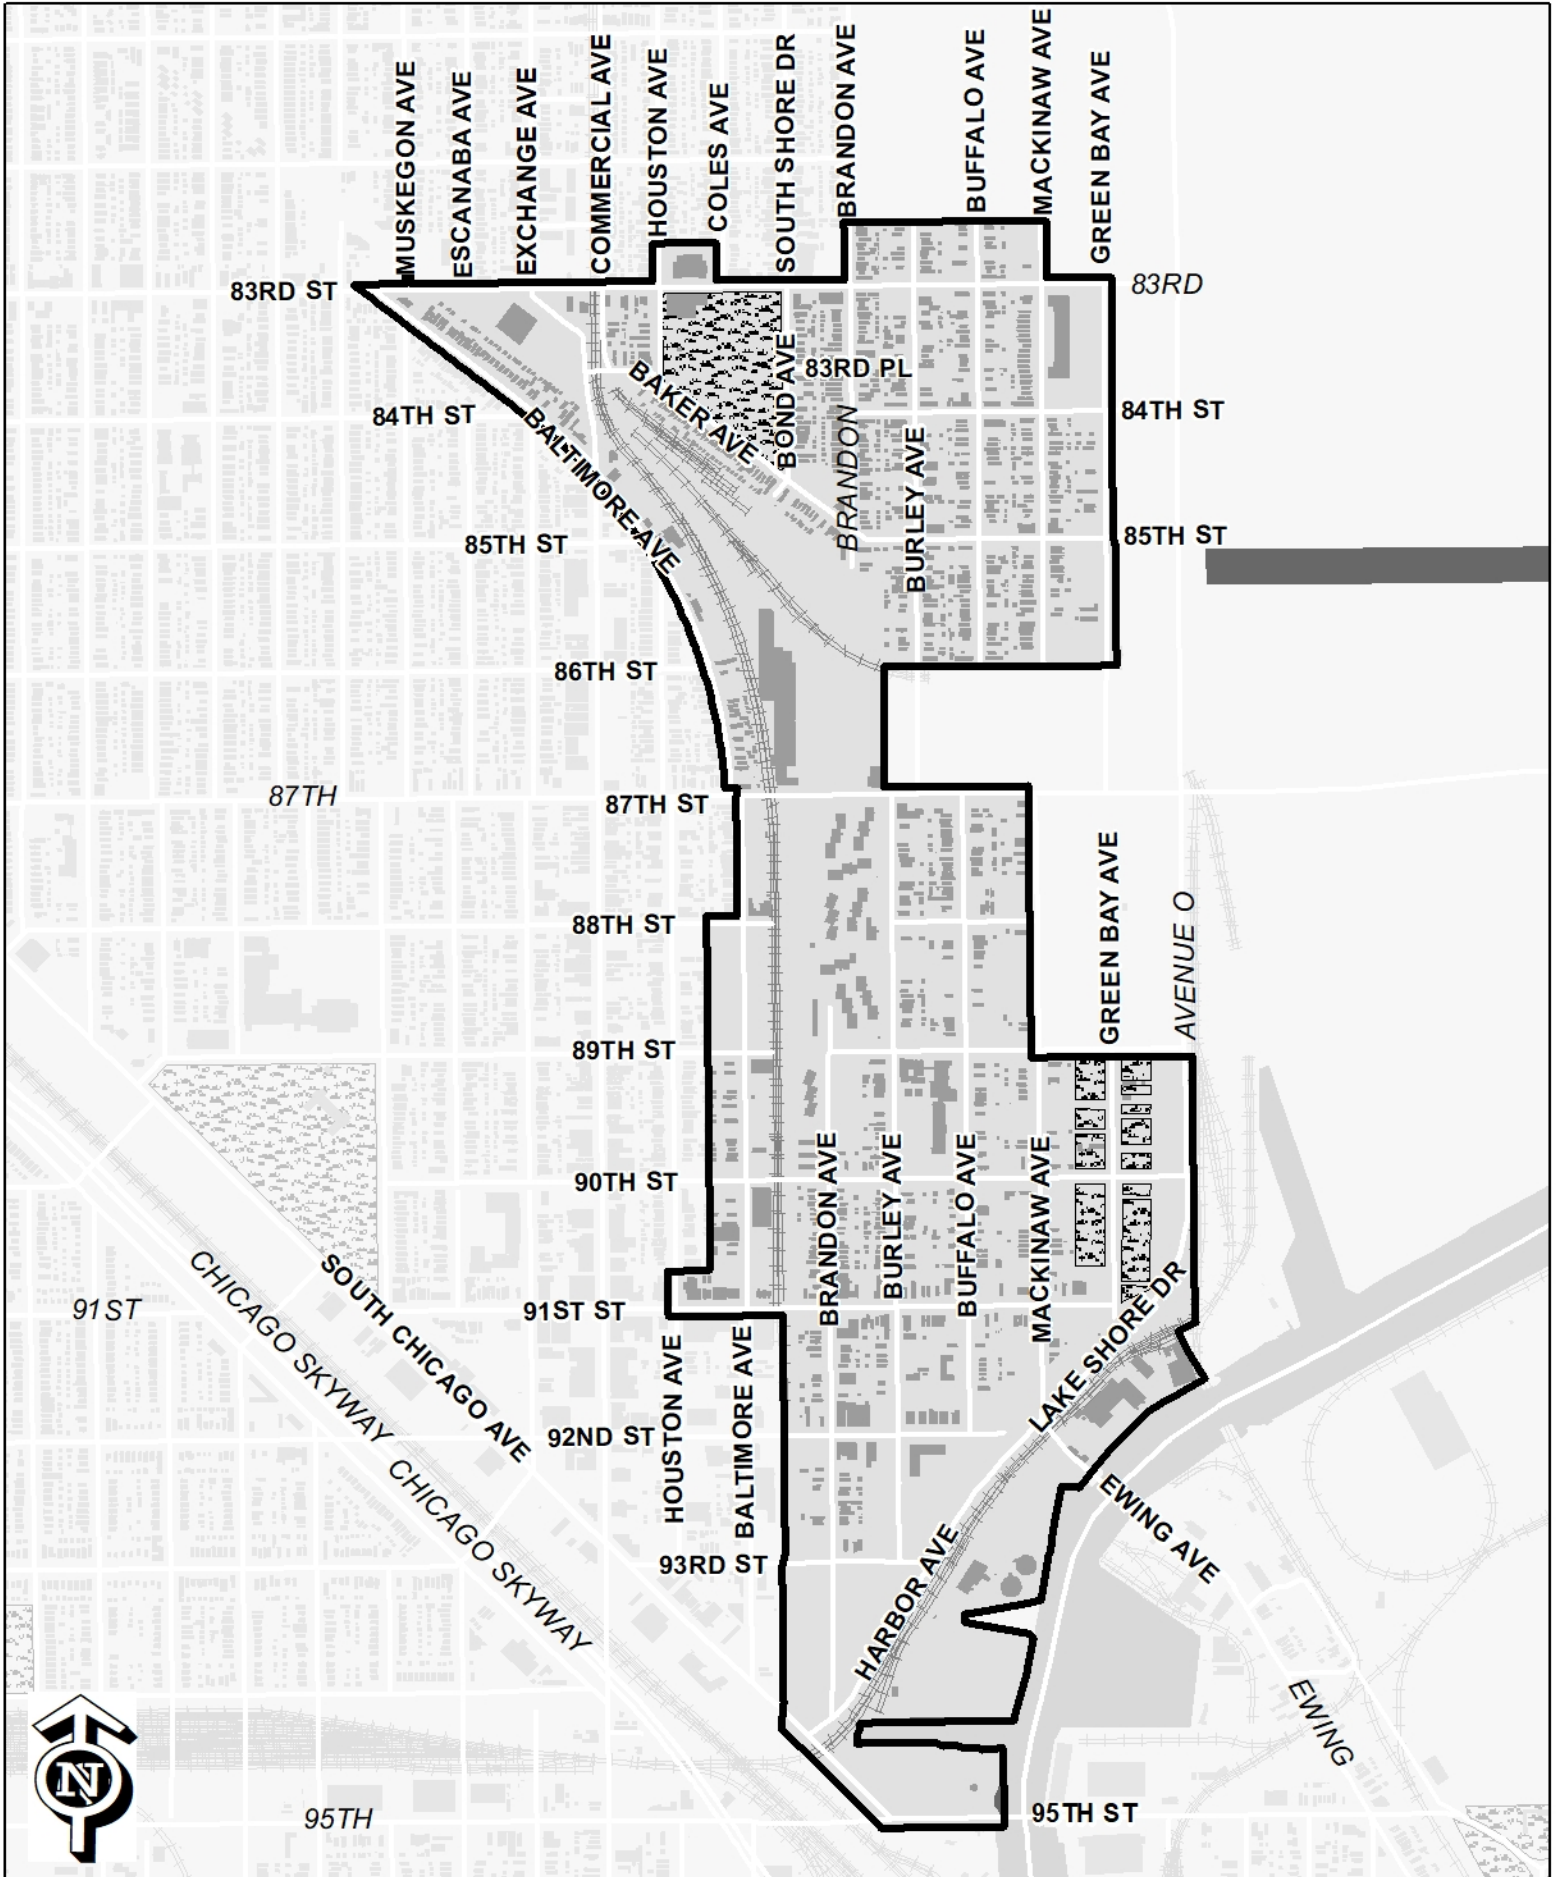 MUSKEGON AVE
ESCANABA AVE
EXCHANGE AVE
COMMERCIAL AVE
HOUSTON AVE
COLES AVE
SOUTH SHORE DR
BRANDON AVE
BUFFALO AVE
MACKINAW AVE
GREEN BAY AVE
83RD ST
83RD
BAKER AVE
BOND AVE
83RD PL
84TH ST
84TH ST
BALTIMORE AVE
BRANDON
BURLEY AVE
85TH ST
85TH ST
86TH ST
87TH
87TH ST
GREEN BAY AVE
AVENUE O
88TH ST
89TH ST
90TH ST
BRANDON AVE
BURLEY AVE
BUFFALO AVE
MACKINAW AVE
LAKE SHORE DR
91ST
CHICAGO SKYWAY
SOUTH CHICAGO AVE
91ST ST
HOUSTON AVE
BALTIMORE AVE
92ND ST
CHICAGO SKYWAY
EWING AVE
93RD ST
HARBOR AVE
EWING
N
95TH
95TH ST